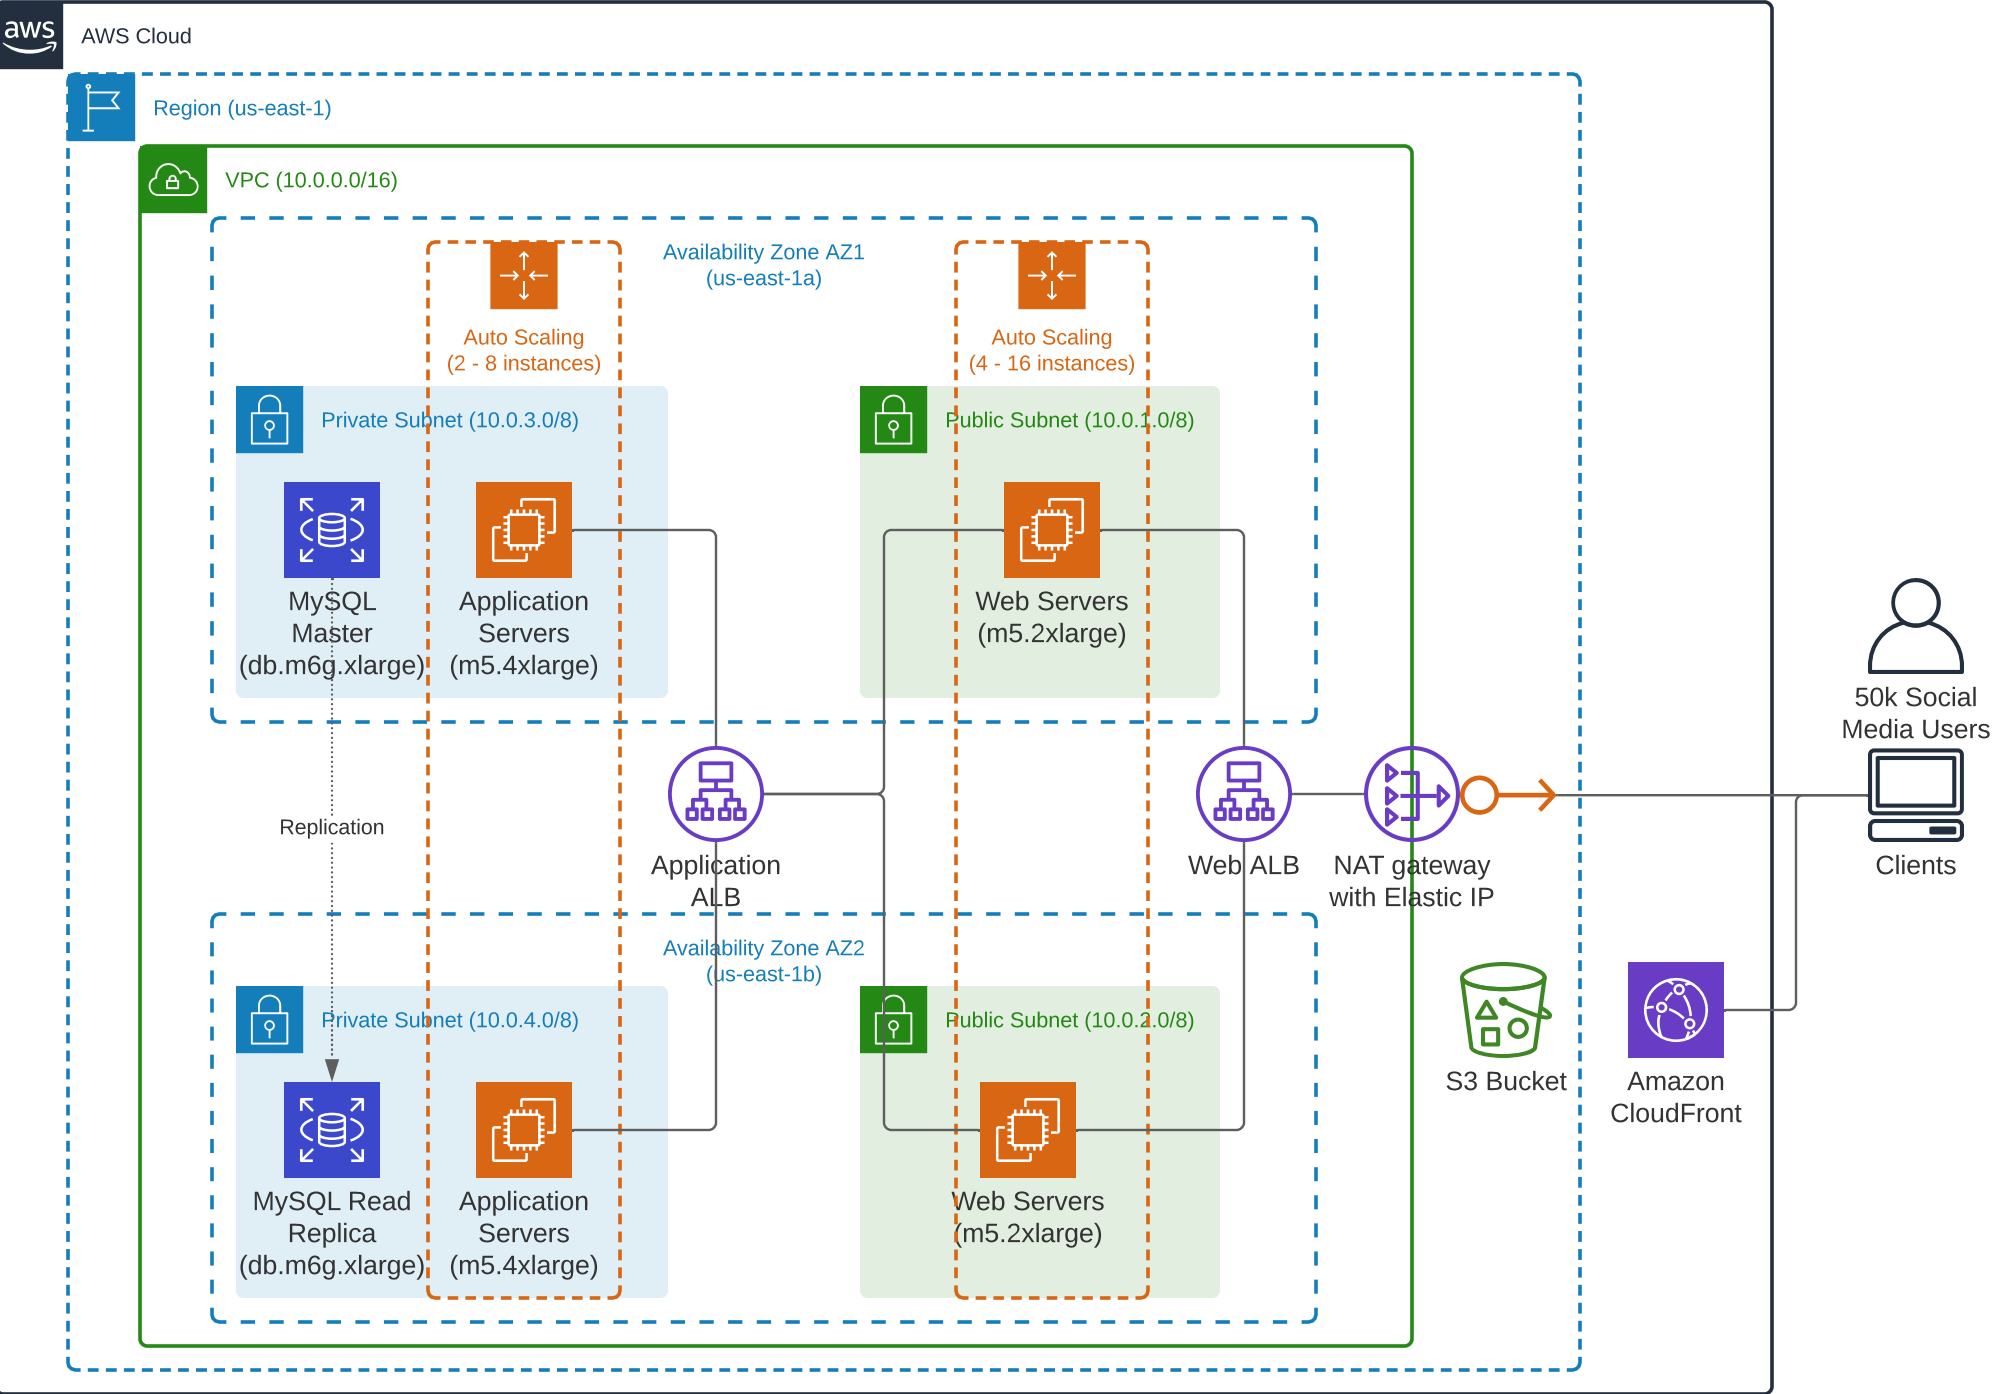 aws
AWS Cloud
Region (us-east-1)
VPC (10.0.0.0/16)
Availability Zone AZ1
(us-east-1a)
Auto Scaling
(2 - 8 instances)
Auto Scaling
(4 - 16 instances)
Private Subnet (10.0.3.0/8)
Public Subnet (10.0.1.0/8)
MySQL
Master
(db.m6g.xlarge)
Application
Servers
(m5.4xlarge)
Web Servers
(m5.2xlarge)
50k Social
Media Users
Replication
Application
ALB
Web ALB
NAT gateway
with Elastic IP
Clients
Availability Zone AZ2
(us-east-1b)
Private Subnet (10.0.4.0/8)
Public Subnet (10.0.2.0/8)
S3 Bucket
Amazon
CloudFront
MySQL Read
Replica
(db.m6g.xlarge)
Application
Servers
(m5.4xlarge)
Web Servers
(m5.2xlarge)